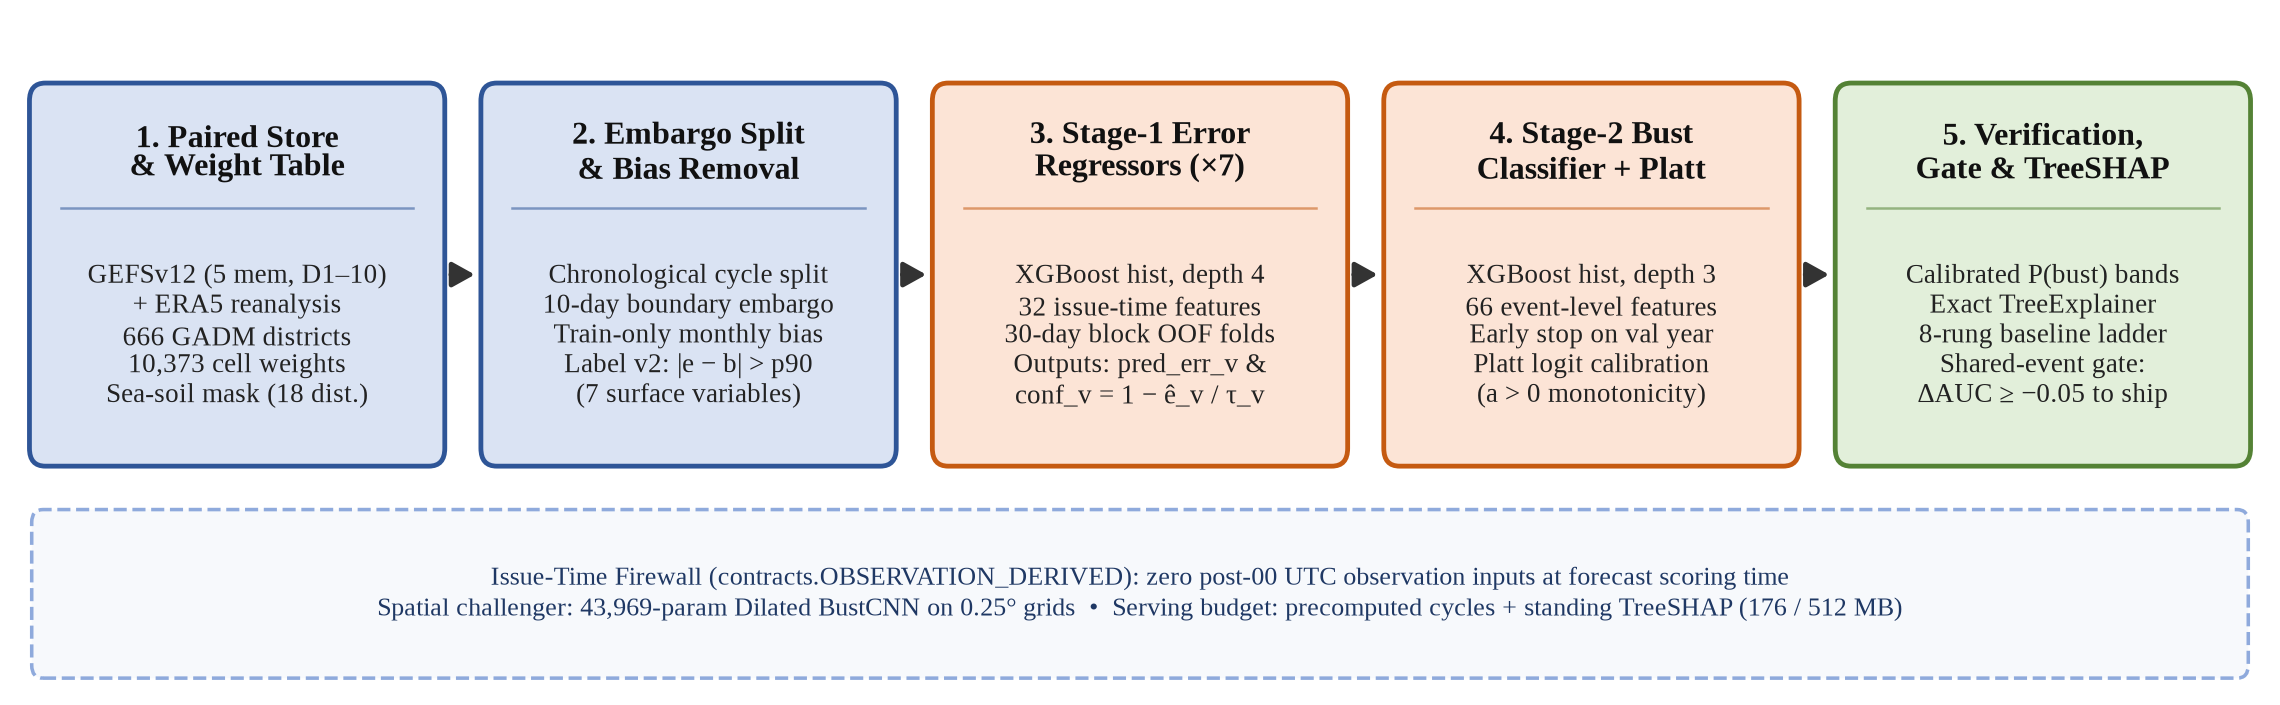 1. Paired Store
& Weight Table
GEFSv12 (5 mem, D1–10)
+ ERA5 reanalysis
666 GADM districts
10,373 cell weights
Sea-soil mask (18 dist.)
2. Embargo Split
& Bias Removal
Chronological cycle split
10-day boundary embargo
Train-only monthly bias
Label v2: |e − b| > p90
(7 surface variables)
3. Stage-1 Error
Regressors (×7)
XGBoost hist, depth 4
32 issue-time features
30-day block OOF folds
Outputs: pred_err_v &
conf_v = 1 − ê_v / τ_v
4. Stage-2 Bust
Classifier + Platt
XGBoost hist, depth 3
66 event-level features
Early stop on val year
Platt logit calibration
(a > 0 monotonicity)
5. Verification,
Gate & TreeSHAP
Calibrated P(bust) bands
Exact TreeExplainer
8-rung baseline ladder
Shared-event gate:
ΔAUC ≥ −0.05 to ship
Issue-Time Firewall (contracts.OBSERVATION_DERIVED): zero post-00 UTC observation inputs at forecast scoring time
Spatial challenger: 43,969-param Dilated BustCNN on 0.25° grids • Serving budget: precomputed cycles + standing TreeSHAP (176 / 512 MB)